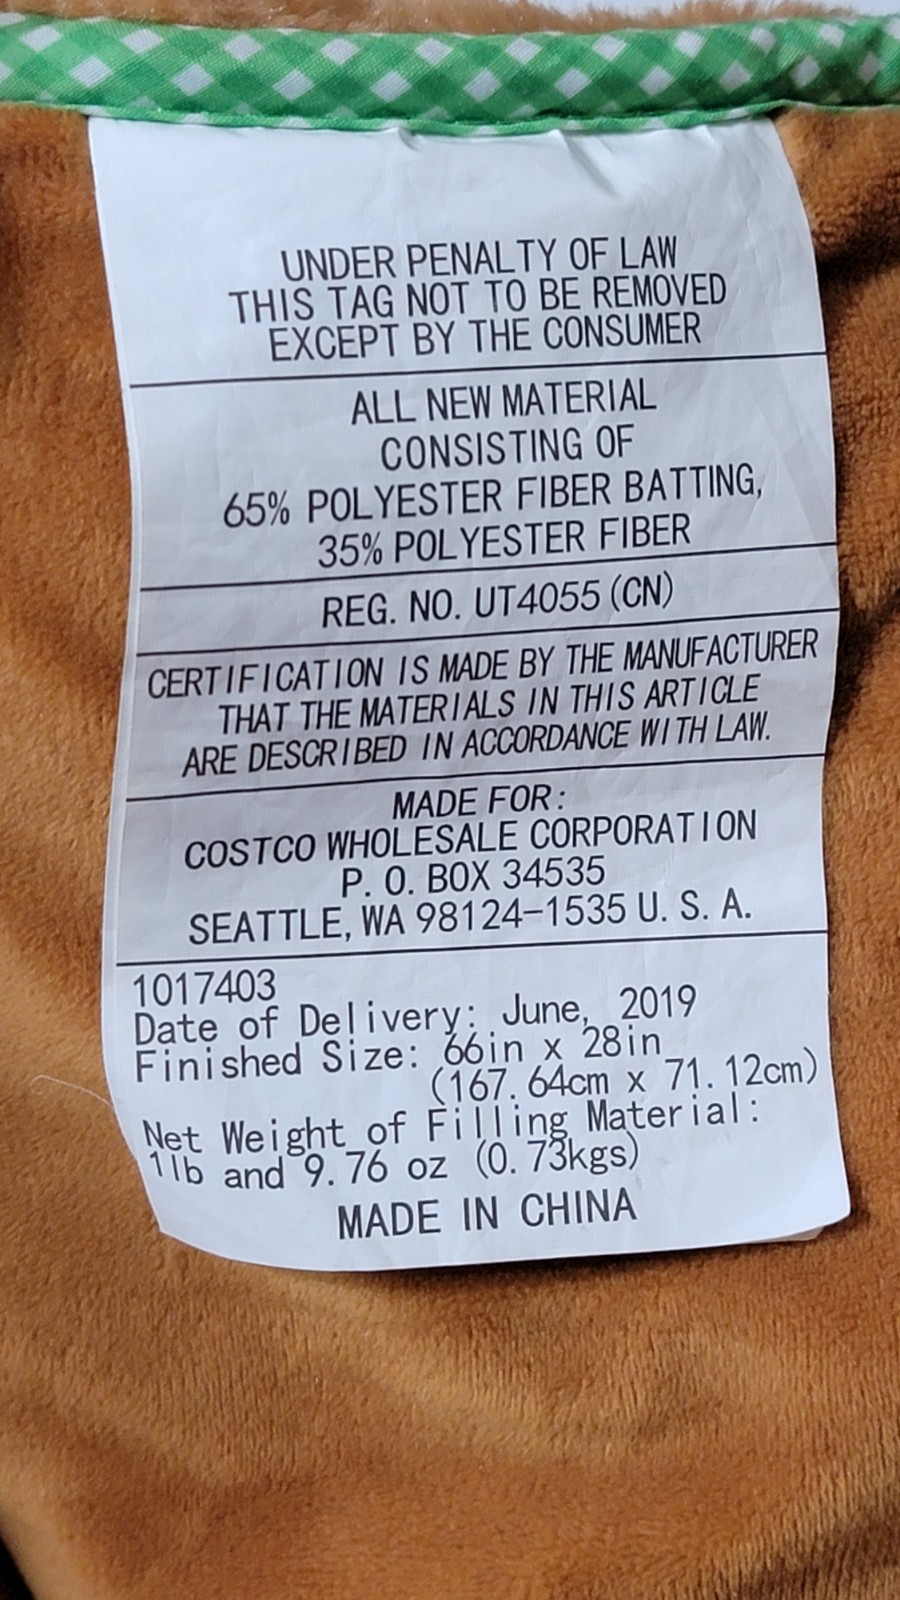 UNDER PENALTY OF LAW
THIS TAG NOT TO BE REMOVED
EXCEPT BY THE CONSUMER
ALL NEW MATERIAL
CONSISTING OF
65% POLYESTER FIBER BATTING,
35% POLYESTER FIBER
REG. NO. UT4055 (CN)
CERTIFICATION IS MADE BY THE MANUFACTURER
THAT THE MATERIALS IN THIS ARTICLE
ARE DESCRIBED IN ACCORDANCE WITH LAW.
MADE FOR:
COSTCO WHOLESALE CORPORATION
P. O. BOX 34535
SEATTLE, WA 98124-1535 U. S. A.
1017403
Date of Delivery: June, 2019
Finished Size: 66in x 28in
(167.64cm x 71.12cm)
Net Weight of Filling Material:
1lb and 9.76 oz (0.73kgs)
MADE IN CHINA